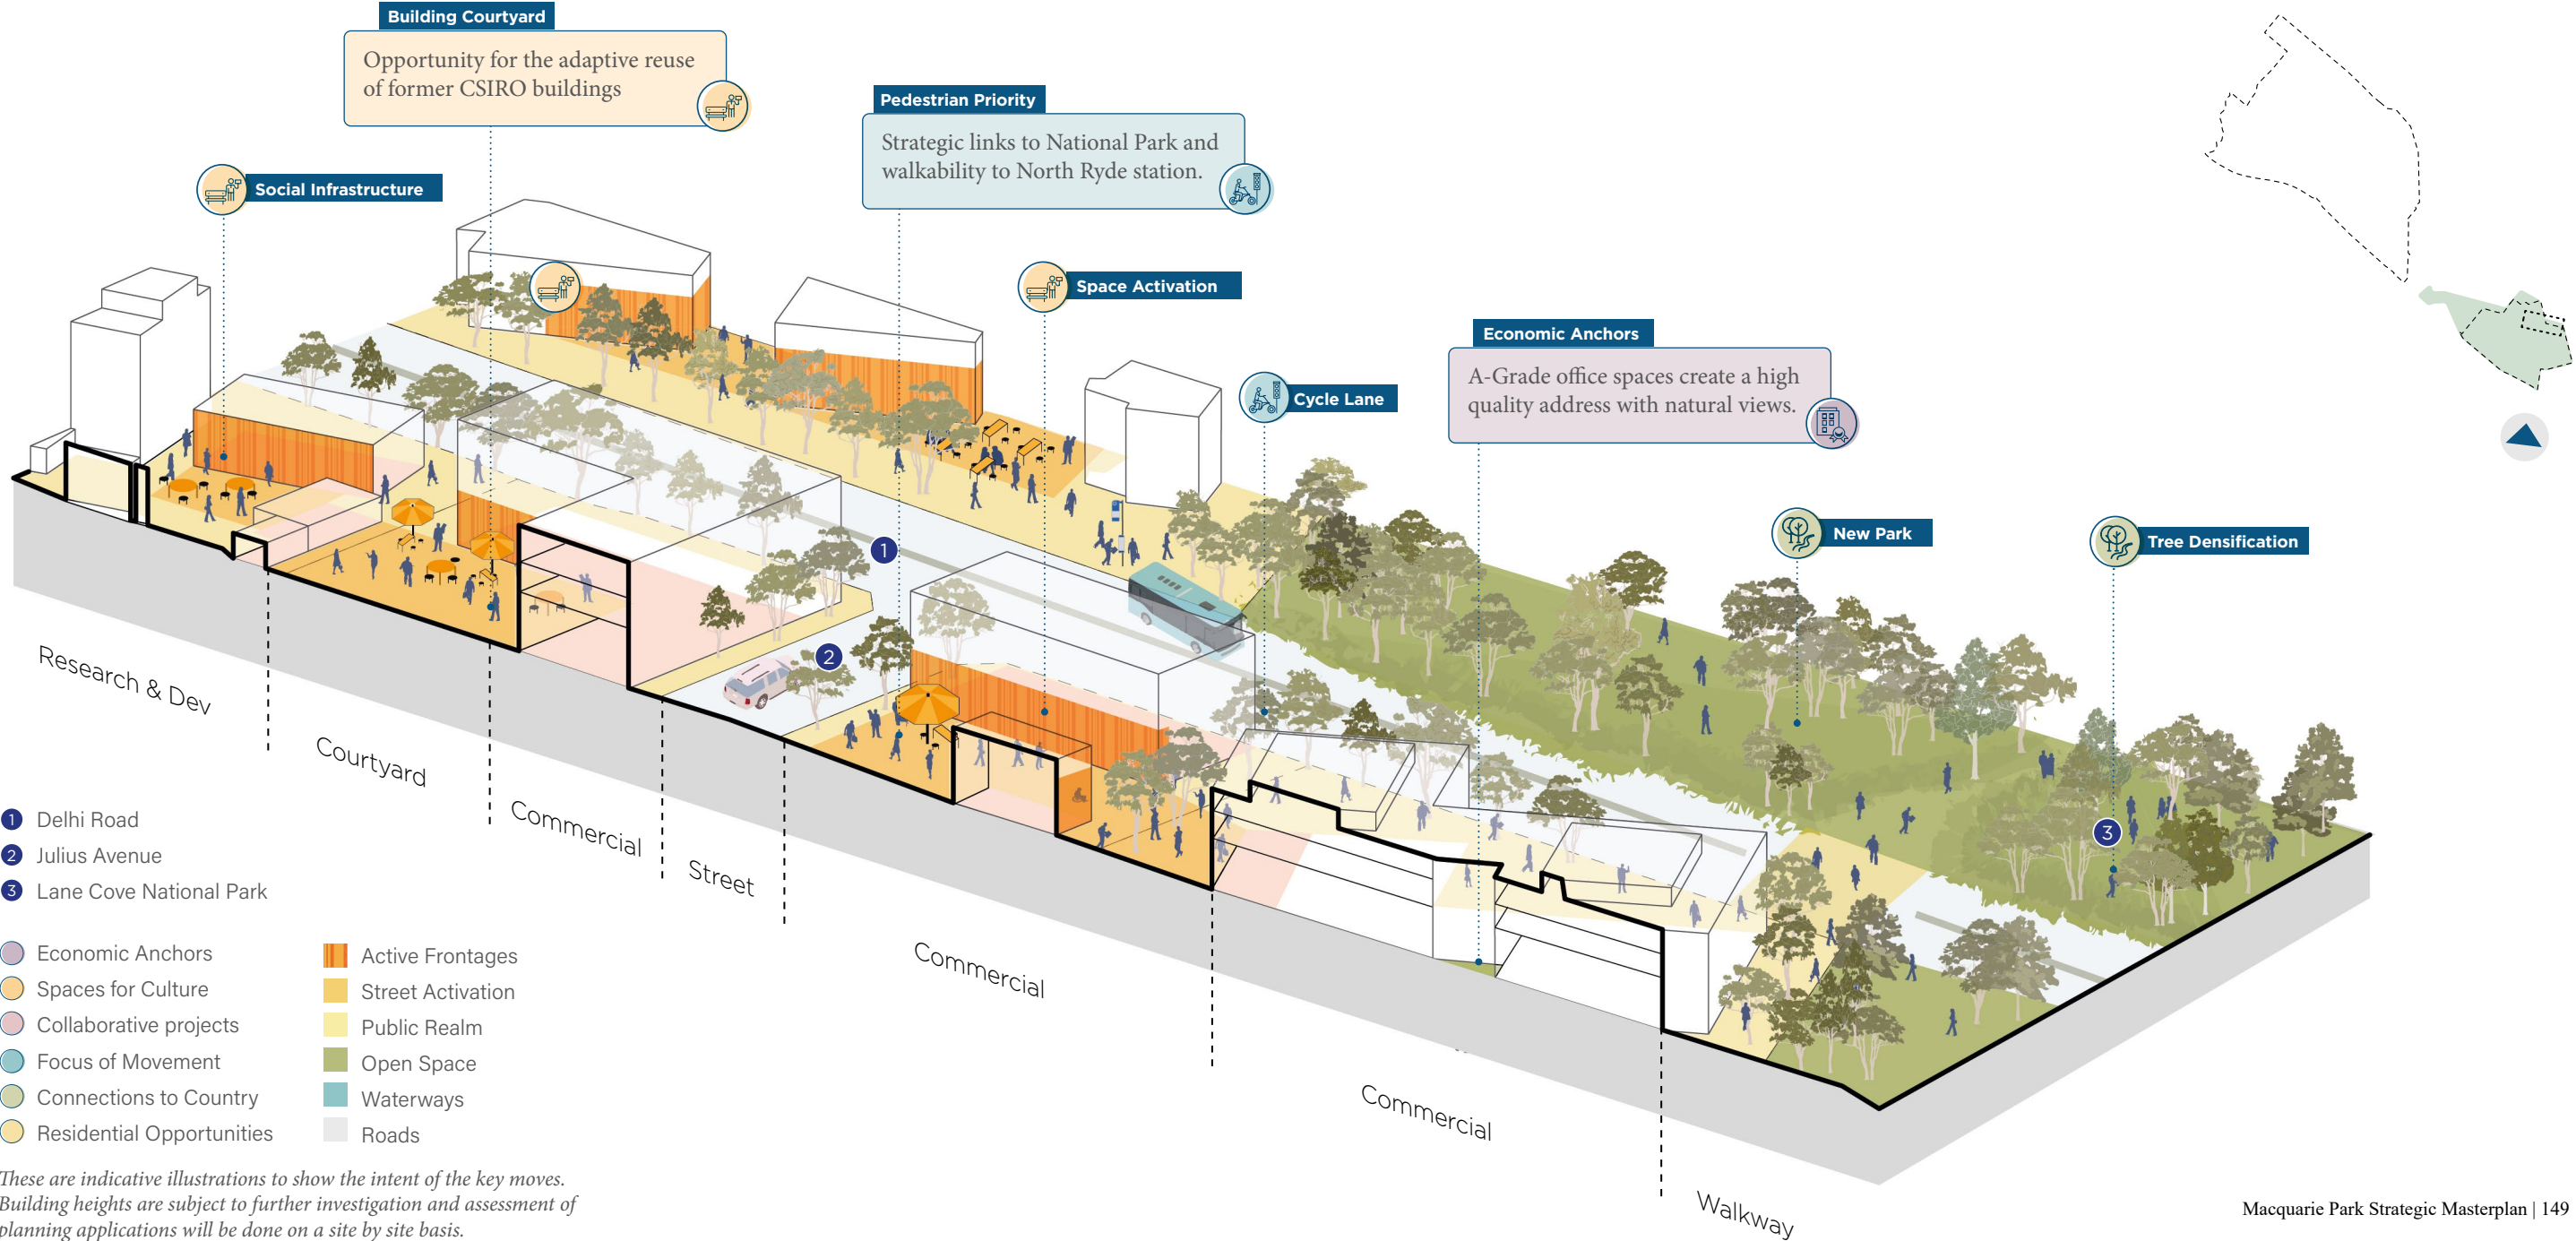 Building Courtyard
Opportunity for the adaptive reuse
of former CSIRO buildings
Pedestrian Priority
Strategic links to National Park and
walkability to North Ryde station.
Social Infrastructure
Space Activation
Economic Anchors
A-Grade office spaces create a high
quality address with natural views.
Cycle Lane
New Park
Tree Densification
1
2
3
Research & Dev
Courtyard
Commercial
Street
Commercial
Commercial
Walkway
1 Delhi Road
2 Julius Avenue
3 Lane Cove National Park
Economic Anchors
Spaces for Culture
Collaborative projects
Focus of Movement
Connections to Country
Residential Opportunities
Active Frontages
Street Activation
Public Realm
Open Space
Waterways
Roads
These are indicative illustrations to show the intent of the key moves.
Building heights are subject to further investigation and assessment of
planning applications will be done on a site by site basis.
Macquarie Park Strategic Masterplan | 149